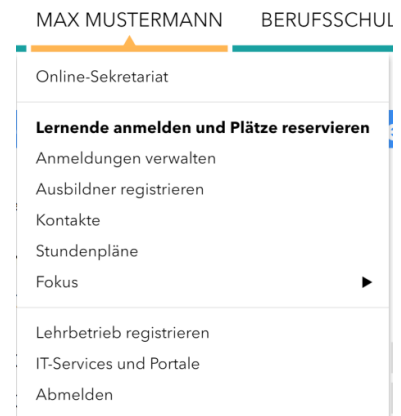 MAX MUSTERMANN BERUFSSCHUL
Online-Sekretariat
Lernende anmelden und Plätze reservieren
Anmeldungen verwalten
Ausbildner registrieren
Kontakte
Stundenpläne
Fokus
Lehrbetrieb registrieren
IT-Services und Portale
Abmelden